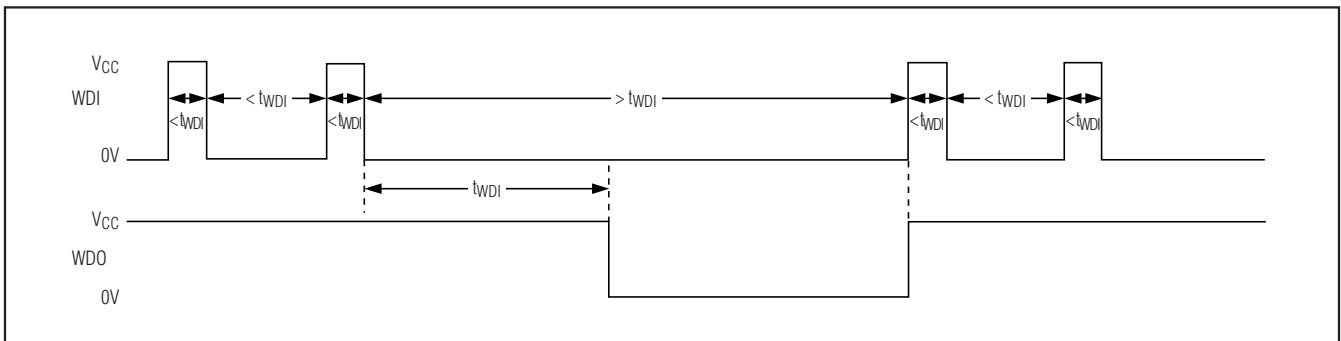 VCC
WDI
< tWDI
> tWDI
< tWDI
<tWDI
<tWDI
<tWDI
<tWDI
0V
tWDI
VCC
WDO
0V